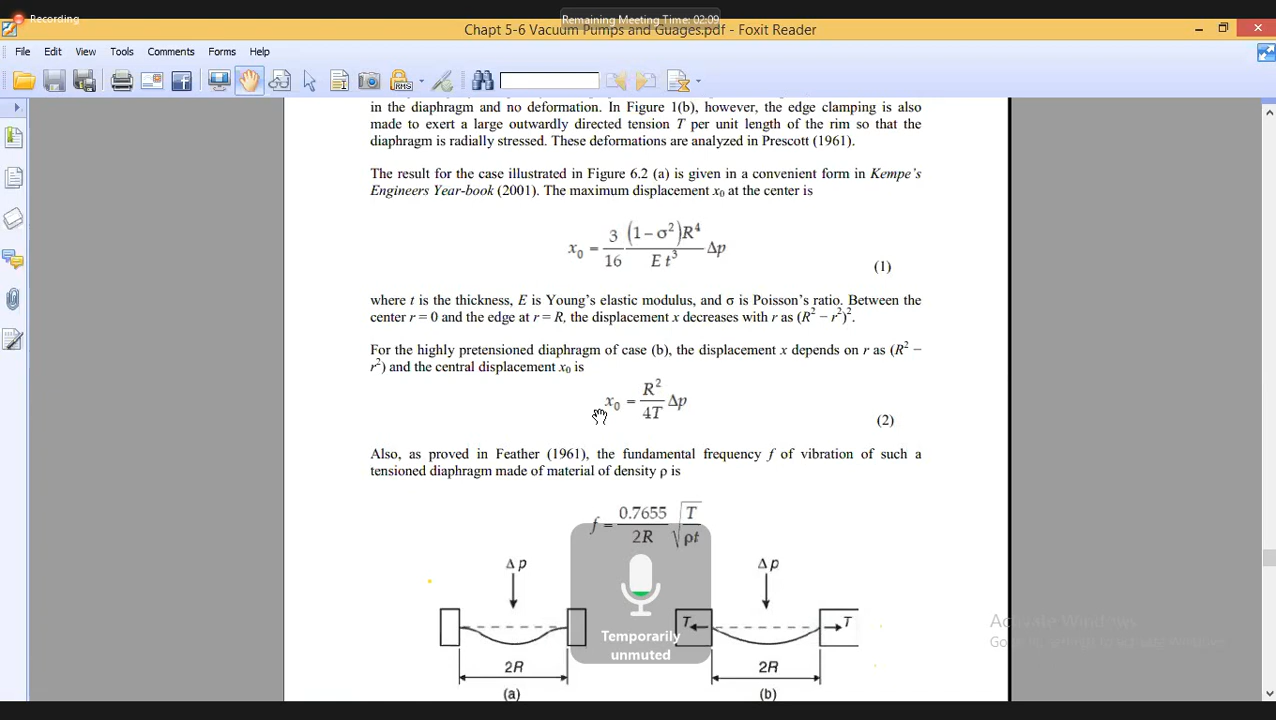 Recording
Remaining Meeting Time: 02:09
Chapt 5-6 Vacuum Pumps and Guages.pdf - Foxit Reader
File Edit View Tools Comments Forms Help
in the diaphragm and no deformation. In Figure 1(b), however, the edge clamping is also
made to exert a large outwardly directed tension T per unit length of the rim so that the
diaphragm is radially stressed. These deformations are analyzed in Prescott (1961).
The result for the case illustrated in Figure 6.2 (a) is given in a convenient form in Kempe's
Engineers Year-book (2001). The maximum displacement x₀ at the center is
x₀ = 3/16 (1 − σ²)R⁴/E t³ Δp
(1)
where t is the thickness, E is Young's elastic modulus, and σ is Poisson's ratio. Between the
center r = 0 and the edge at r = R, the displacement x decreases with r as (R² − r²)².
For the highly pretensioned diaphragm of case (b), the displacement x depends on r as (R² −
r²) and the central displacement x₀ is
x₀ = R²/4T Δp
(2)
Also, as proved in Feather (1961), the fundamental frequency f of vibration of such a
tensioned diaphragm made of material of density ρ is
f = 0.7655/2R √T/ρt
Δp Δp
T T
Temporarily
unmuted
2R 2R
(a) (b)
Activate Windows